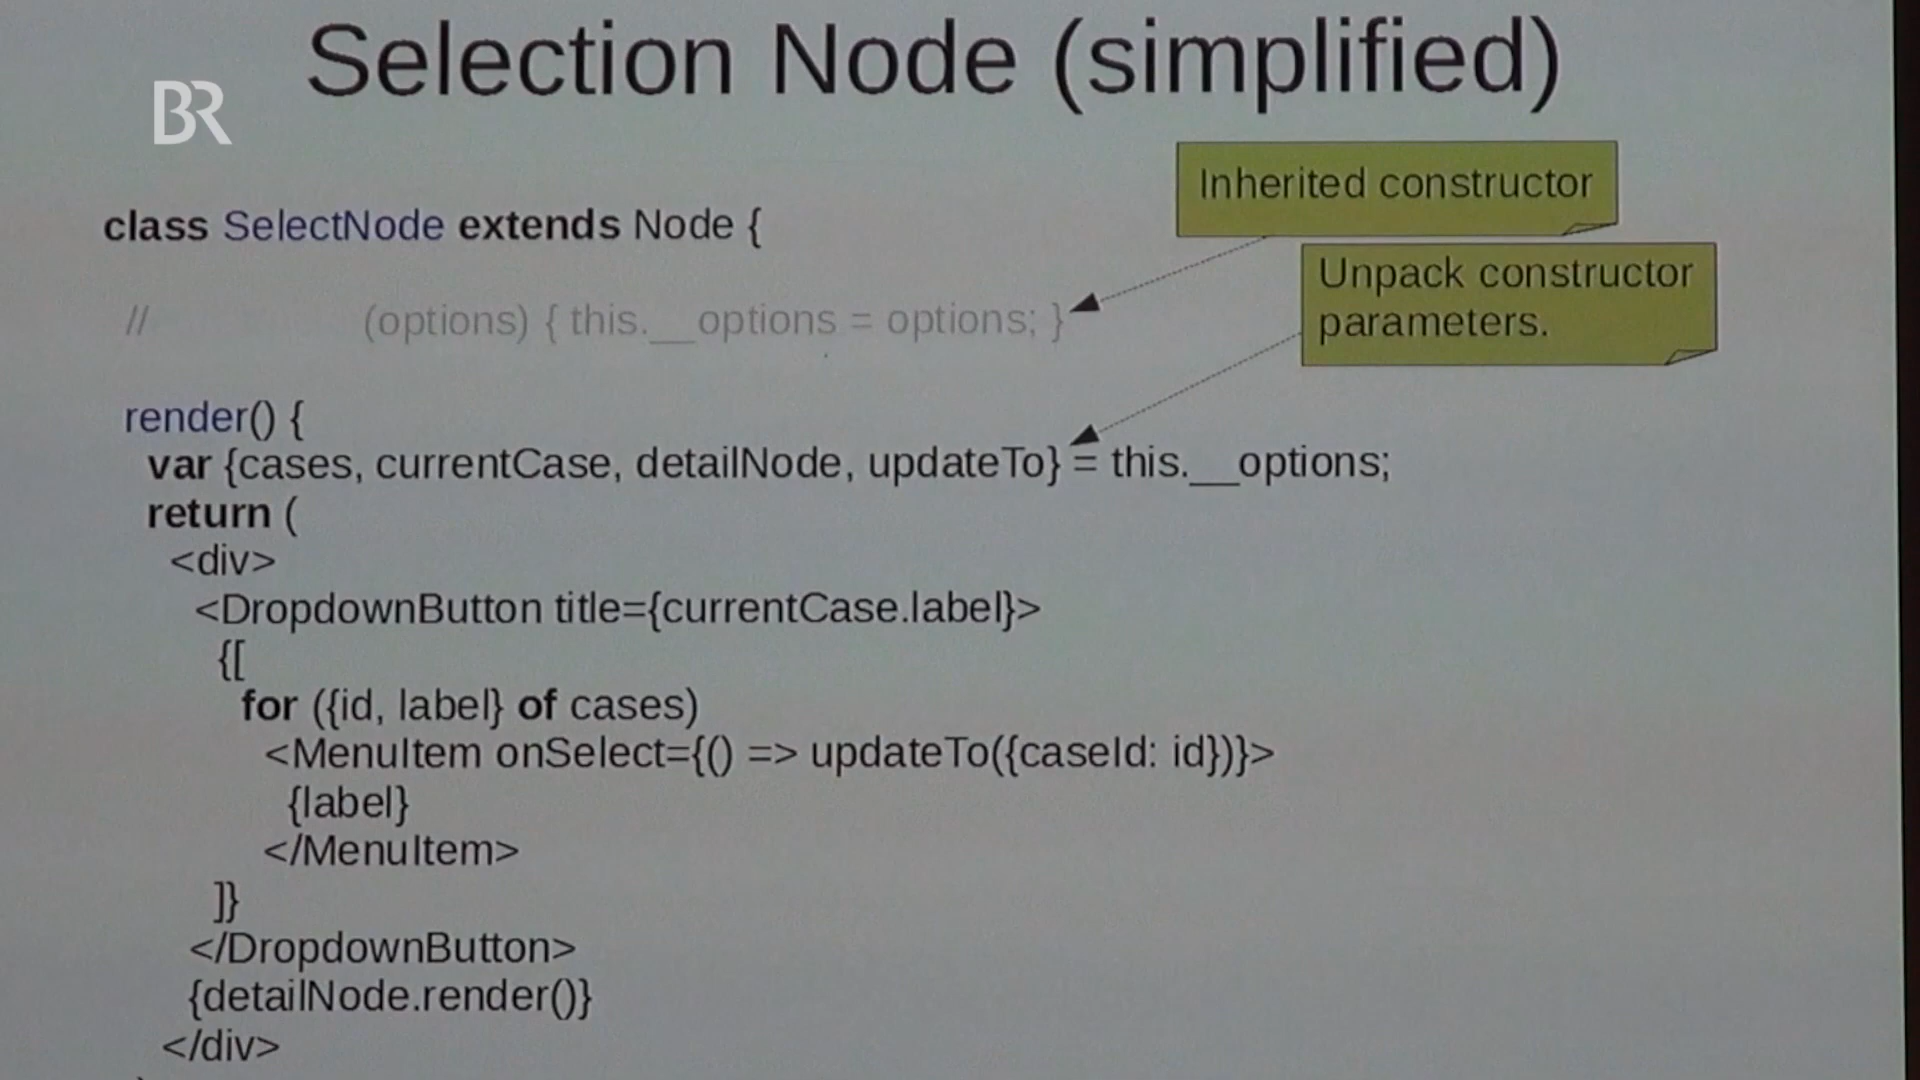 Selection Node (simplified)
BR
Inherited constructor
class SelectNode extends Node {
Unpack constructor
parameters.
// (options) { this.__options = options; }
render() {
var {cases, currentCase, detailNode, updateTo} = this.__options;
return (
<div>
<DropdownButton title={currentCase.label}>
{[
for ({id, label} of cases)
<MenuItem onSelect={() => updateTo({caseId: id})}>
{label}
</MenuItem>
]}
</DropdownButton>
{detailNode.render()}
</div>